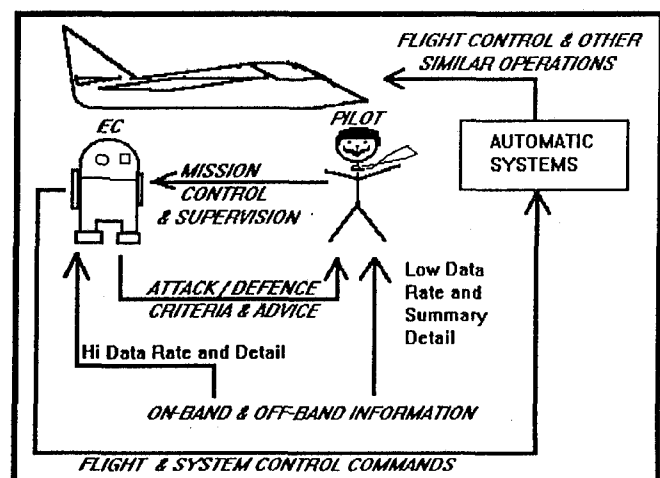 FLIGHT CONTROL & OTHER
SIMILAR OPERATIONS
EC
PILOT
AUTOMATIC
SYSTEMS
MISSION
CONTROL
& SUPERVISION
ATTACK / DEFENCE
CRITERIA & ADVICE
Low Data
Rate and
Summary
Detail
Hi Data Rate and Detail
ON-BAND & OFF-BAND INFORMATION
FLIGHT & SYSTEM CONTROL COMMANDS